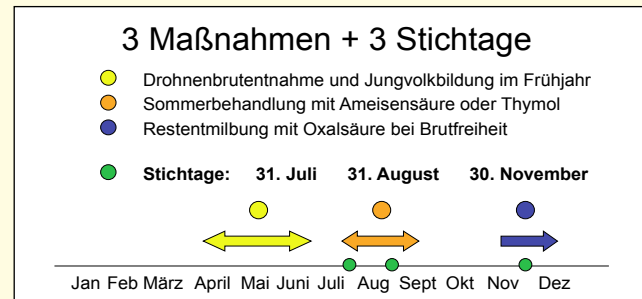 3 Maßnahmen + 3 Stichtage
Drohnenbrutentnahme und Jungvolkbildung im Frühjahr
Sommerbehandlung mit Ameisensäure oder Thymol
Restentmilbung mit Oxalsäure bei Brutfreiheit
Stichtage: 31. Juli 31. August 30. November
Jan Feb März April Mai Juni Juli Aug Sept Okt Nov Dez